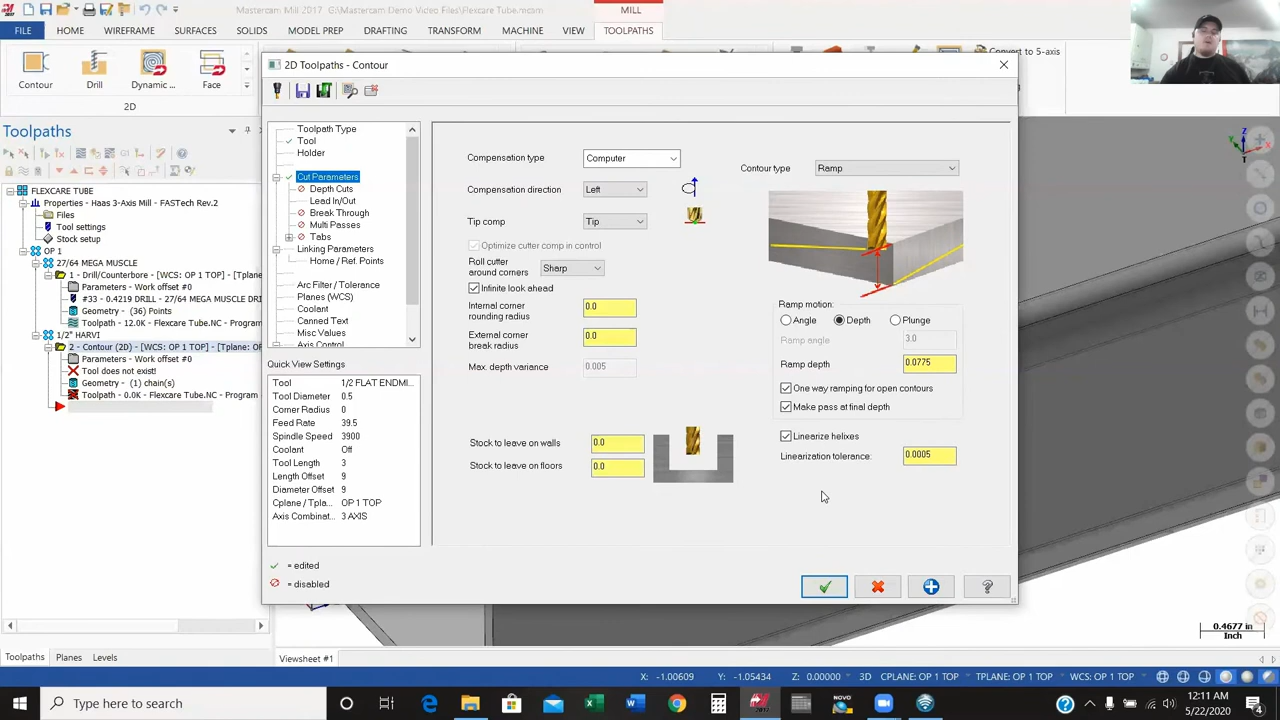 Mastercam Mill 2017 G:\Mastercam Demo Video Files\Flexcare Tube.mcam
MILL
FILE HOME WIREFRAME SURFACES SOLIDS MODEL PREP DRAFTING TRANSFORM MACHINE VIEW TOOLPATHS
Convert to 5-axis
Contour Drill Dynamic ... Face
2D
2D Toolpaths - Contour
Toolpaths
FLEXCARE TUBE
Properties - Haas 3-Axis Mill - FASTech Rev.2
Files
Tool settings
Stock setup
OP 1
27/64 MEGA MUSCLE
1 - Drill/Counterbore - [WCS: OP 1 TOP] - [Tplane:
Parameters - Work offset #0
#33 - 0.4219 DRILL - 27/64 MEGA MUSCLE DR
Geometry - (36) Points
Toolpath - 12.0K - Flexcare Tube.NC - Program
1/2" HARVI
2 - Contour (2D) - [WCS: OP 1 TOP] - [Tplane: OP
Parameters - Work offset #0
Tool does not exist!
Geometry - (1) chain(s)
Toolpath - 0.0K - Flexcare Tube.NC - Program
Toolpath Type
Tool
Holder
Cut Parameters
Depth Cuts
Lead In/Out
Break Through
Multi Passes
Tabs
Linking Parameters
Home / Ref. Points
Arc Filter / Tolerance
Planes (WCS)
Coolant
Canned Text
Misc Values
Axis Control
Quick View Settings
Tool 1/2 FLAT ENDMI...
Tool Diameter 0.5
Corner Radius 0
Feed Rate 39.5
Spindle Speed 3900
Coolant Off
Tool Length 3
Length Offset 9
Diameter Offset 9
Cplane / Tpla... OP 1 TOP
Axis Combinat... 3 AXIS
= edited
= disabled
Compensation type Computer
Compensation direction Left
Tip comp Tip
Optimize cutter comp in control
Roll cutter
around corners Sharp
Infinite look ahead
Internal corner
rounding radius 0.0
External corner
break radius 0.0
Max. depth variance 0.005
Stock to leave on walls 0.0
Stock to leave on floors 0.0
Contour type Ramp
Ramp motion:
Angle Depth Plunge
Ramp angle 3.0
Ramp depth 0.0775
One way ramping for open contours
Make pass at final depth
Linearize helixes
Linearization tolerance: 0.0005
0.4677 in
Inch
Toolpaths Planes Levels
Viewsheet #1
X: -1.00609 Y: -1.05434 Z: 0.00000 3D CPLANE: OP 1 TOP TPLANE: OP 1 TOP WCS: OP 1 TOP
Type here to search
12:11 AM
5/22/2020